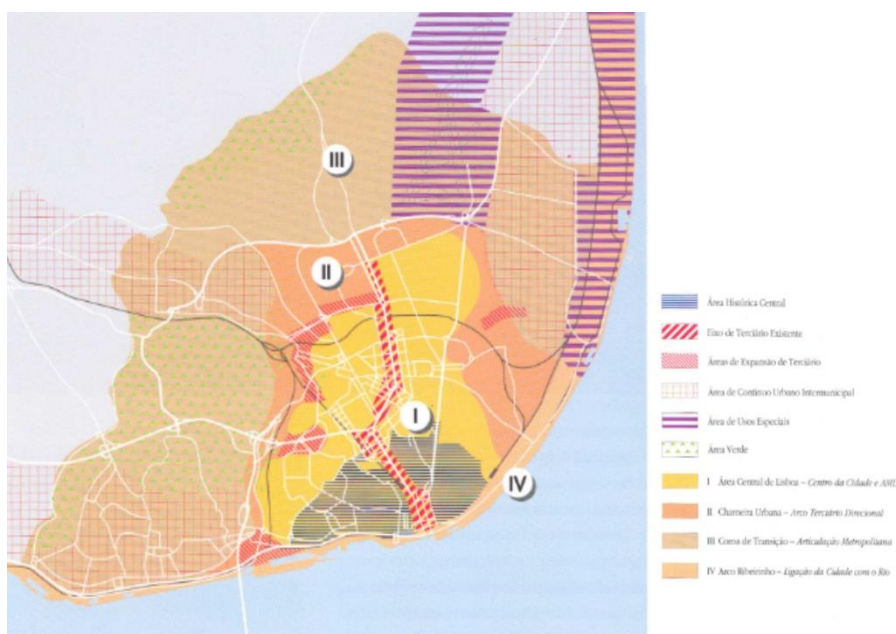 III
II
I
IV
Área Histórica Central
Eixo de Terciário Existente
Áreas de Expansão de Terciário
Área de Contínuo Urbano Intermunicipal
Área de Usos Especiais
Área Verde
I Área Central de Lisboa – Centro da Cidade e AML
II Charneira Urbana – Arco Terciário Direcional
III Coroa de Transição – Articulação Metropolitana
IV Arco Ribeirinho – Ligação da Cidade com o Rio